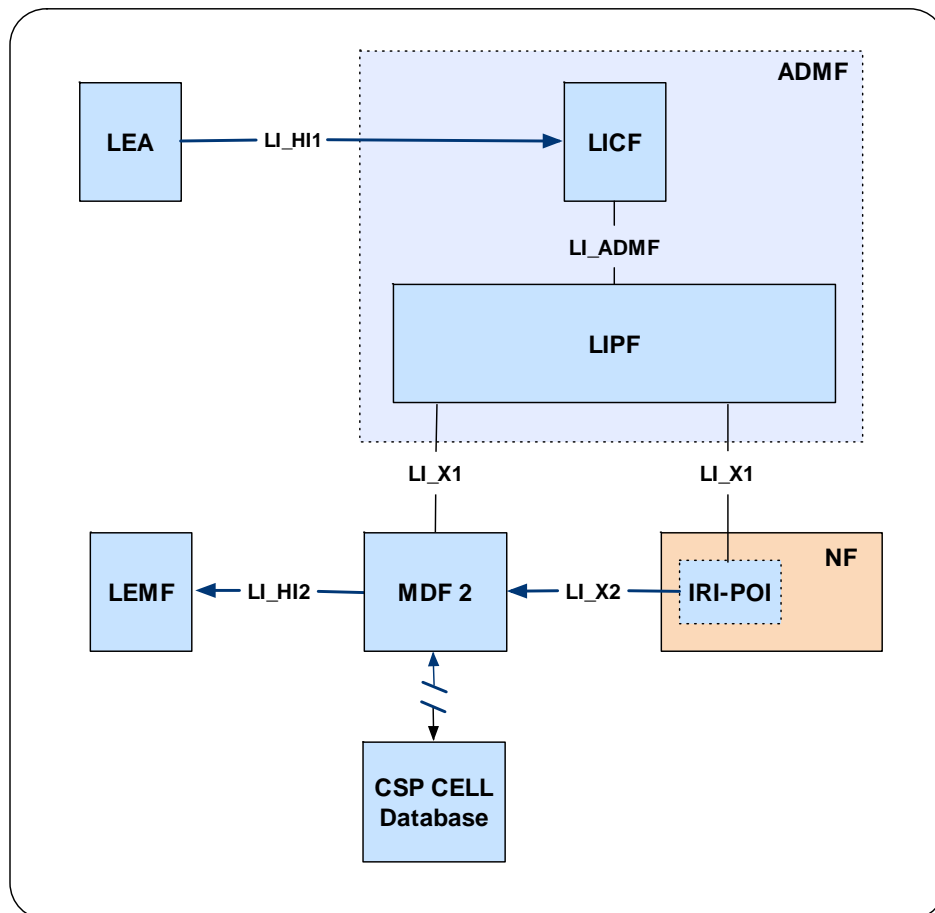 ADMF
LEA
LI_HI1
LICF
LI_ADMF
LIPF
LI_X1
LI_X1
NF
LEMF
LI_HI2
MDF 2
LI_X2
IRI-POI
CSP CELL
Database